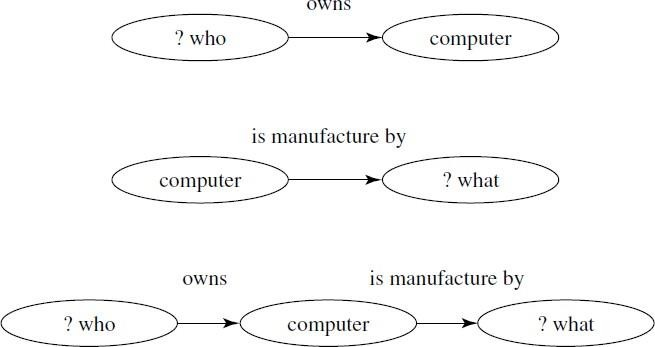 owns
? who computer
is manufacture by
computer ? what
owns is manufacture by
? who computer ? what